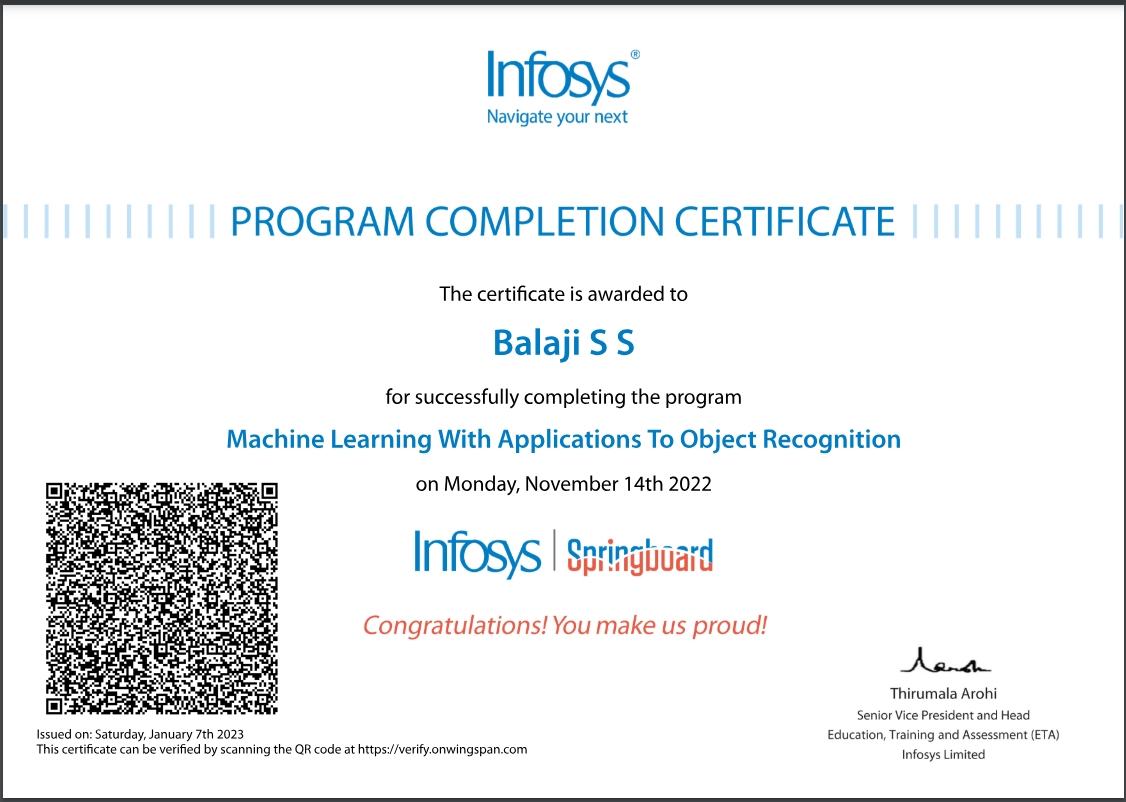 Infosys®
Navigate your next
PROGRAM COMPLETION CERTIFICATE
The certificate is awarded to
Balaji S S
for successfully completing the program
Machine Learning With Applications To Object Recognition
on Monday, November 14th 2022
Infosys | Springboard
Congratulations! You make us proud!
Thirumala Arohi
Senior Vice President and Head
Education, Training and Assessment (ETA)
Infosys Limited
Issued on: Saturday, January 7th 2023
This certificate can be verified by scanning the QR code at https://verify.onwingspan.com